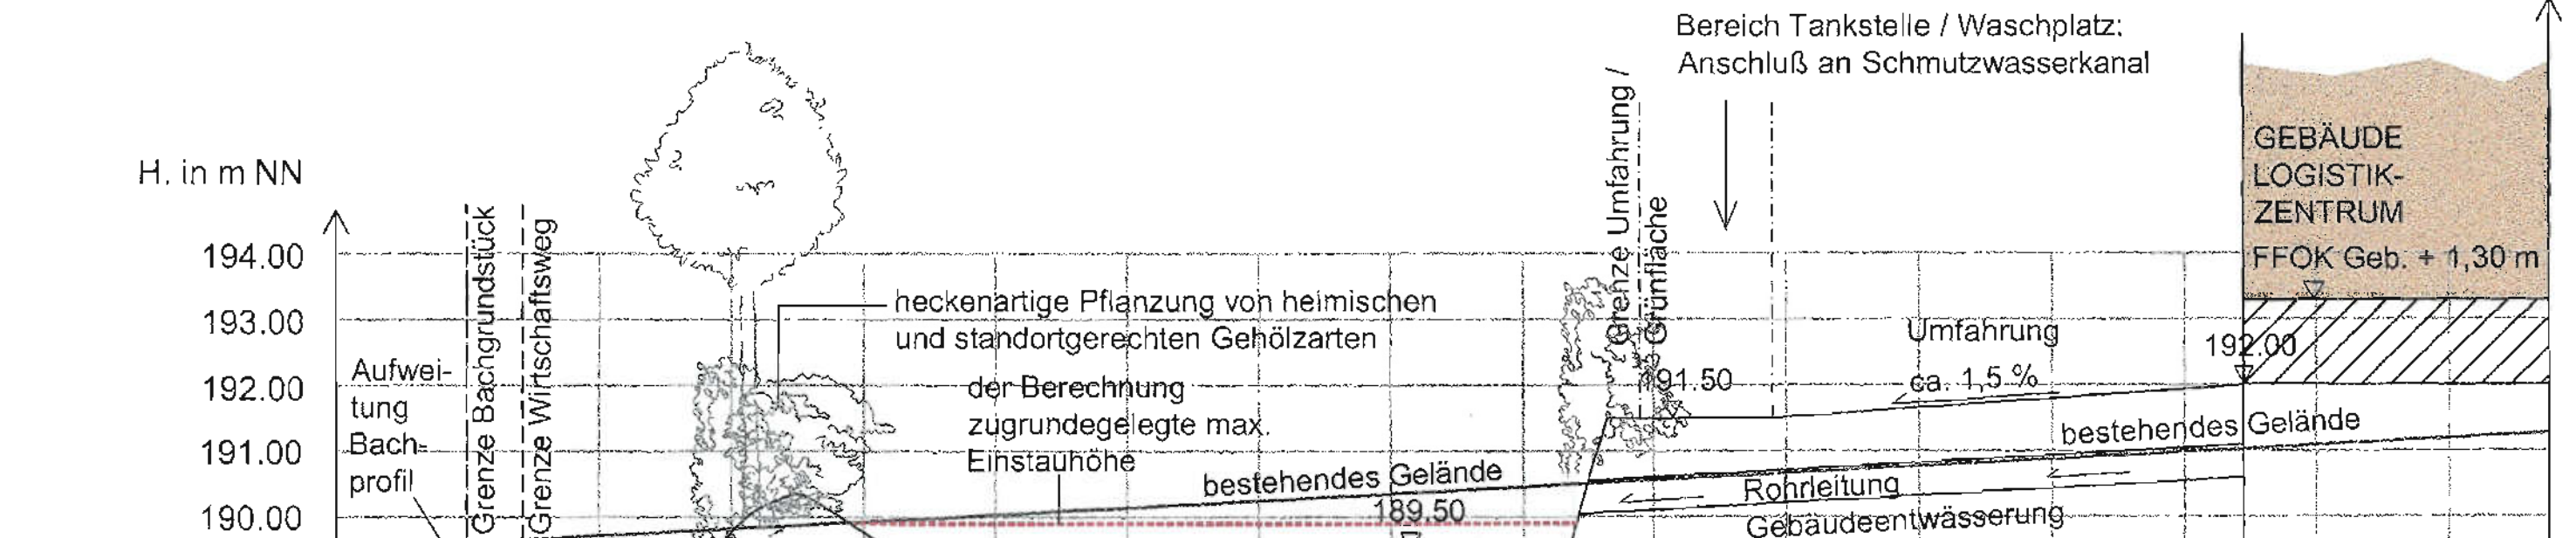 Bereich Tankstelle / Waschplatz:
Anschluß an Schmutzwasserkanal
Grenze Umfahrung /
Grünfläche
GEBÄUDE
LOGISTIK-
ZENTRUM
FFOK Geb. + 1,30 m
H. in m NN
194.00
193.00
192.00
191.00
190.00
Grenze Bachgrundstück
Grenze Wirtschaftsweg
Aufwei-
tung
Bach-
profil
heckenartige Pflanzung von heimischen
und standortgerechten Gehölzarten
der Berechnung
zugrundegelegte max.
Einstauhöhe
bestehendes Gelände
189.50
191.50
Umfahrung
ca. 1,5 %
192.00
bestehendes Gelände
Rohrleitung
Gebäudeentwässerung